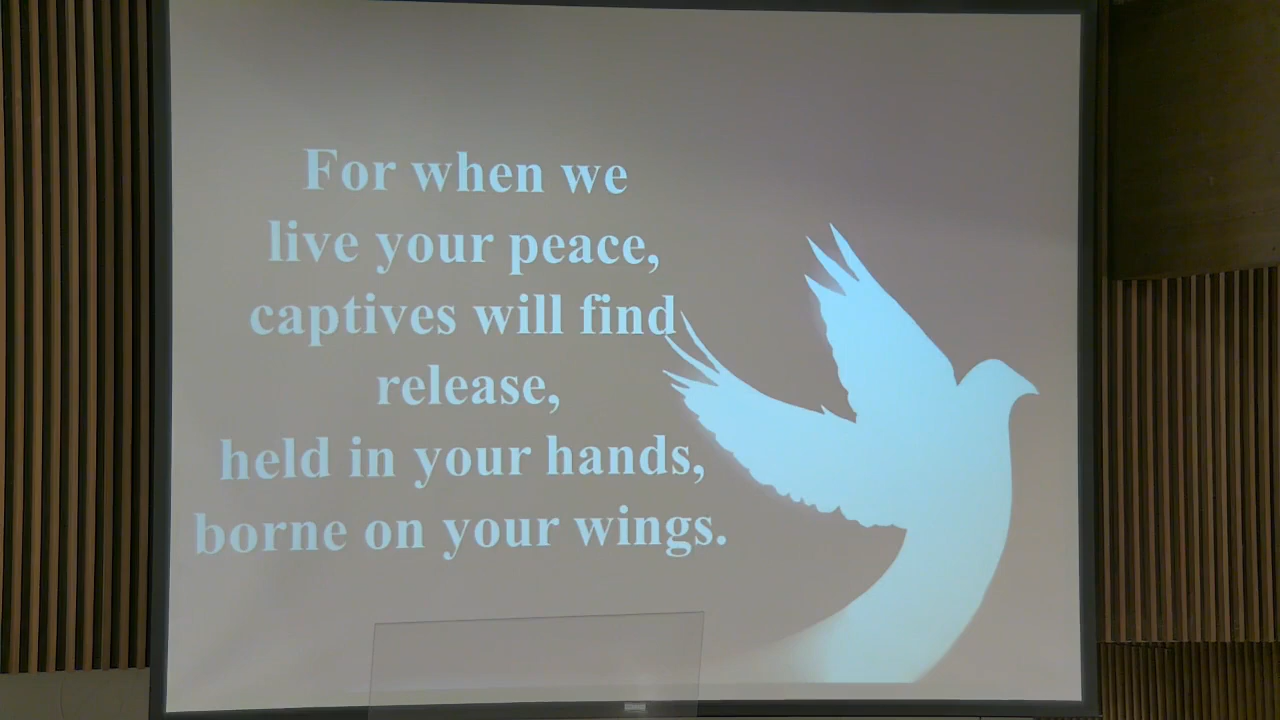 For when we
live your peace,
captives will find
release,
held in your hands,
borne on your wings.